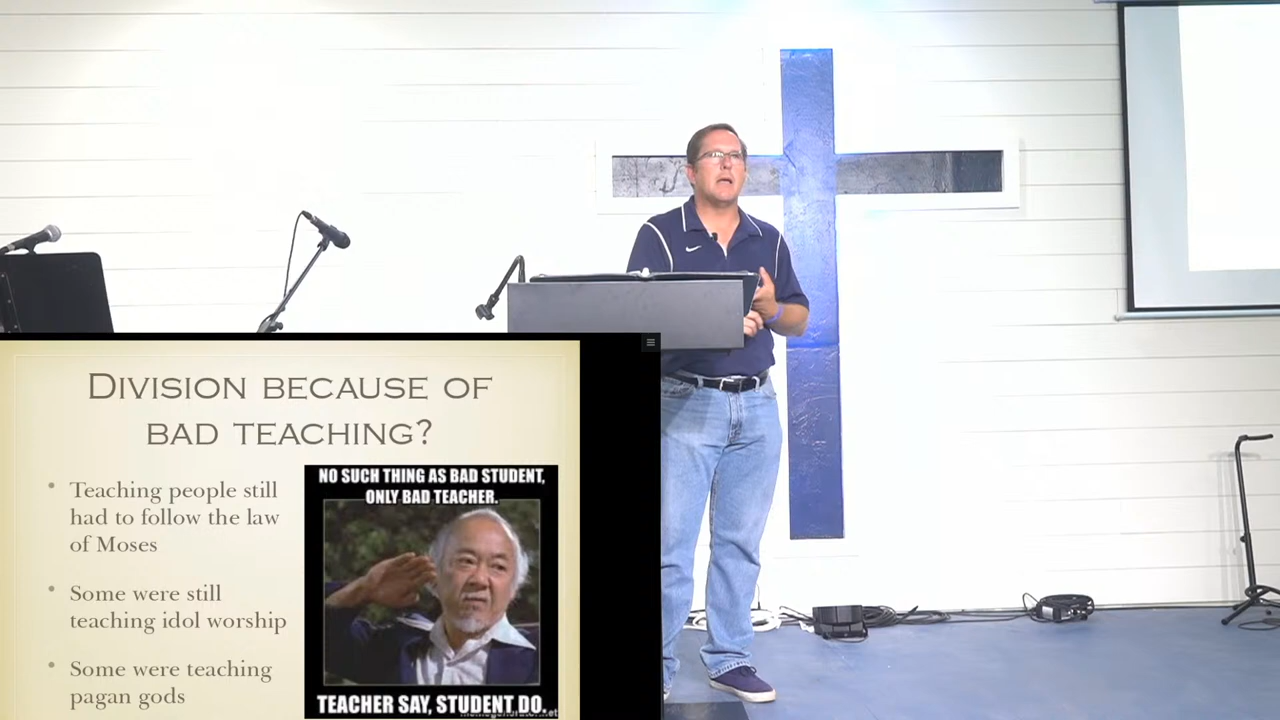 DIVISION BECAUSE OF
BAD TEACHING?
• Teaching people still
had to follow the law
of Moses
• Some were still
teaching idol worship
• Some were teaching
pagan gods
NO SUCH THING AS BAD STUDENT,
ONLY BAD TEACHER.
TEACHER SAY, STUDENT DO.
memegenerator.net